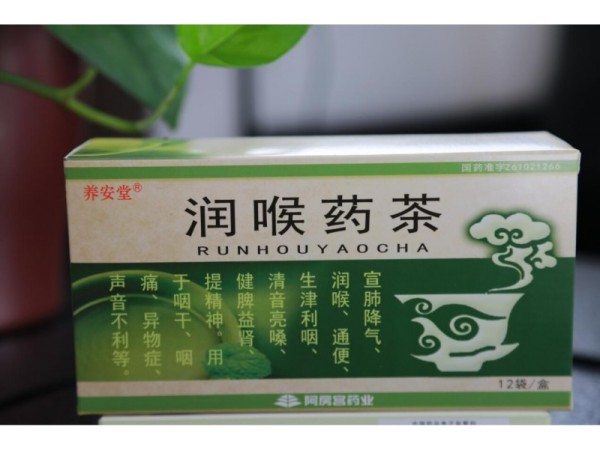 国药准字Z61021266
养安堂®
润喉药茶
RUNHOUYAOCHA
宣肺降气、
润喉、通便、
生津利咽、
清音亮嗓、
健脾益肾、
提精神。用
于咽干、咽
痛、异物症、
声音不利等。
12袋/盒
阿房宫药业